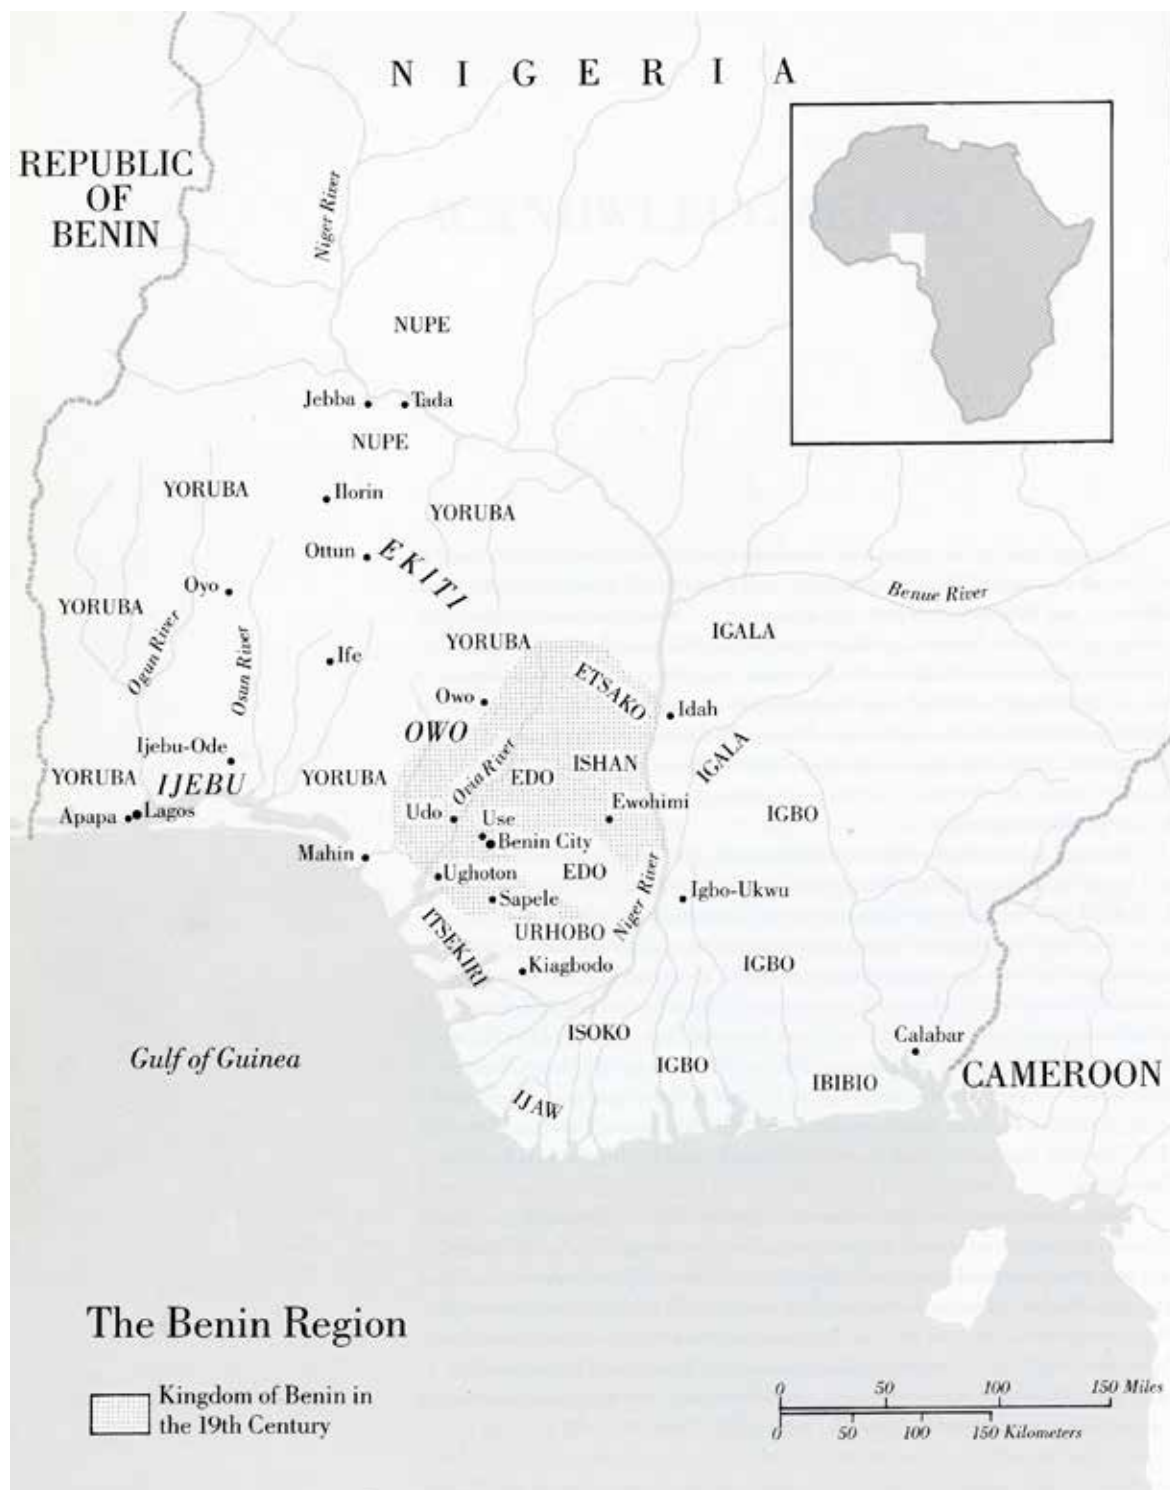 N I G E R I A
REPUBLIC
OF
BENIN
Niger River
NUPE
Jebba
Tada
NUPE
YORUBA
Ilorin
YORUBA
Ottun
EKITI
Oyo
Benue River
YORUBA
Ogun River
Osun River
Ife
YORUBA
IGALA
ETSAKO
Owo
Idah
OWO
Ijebu-Ode
Ovia River
ISHAN
IGALA
YORUBA
IJEBU
YORUBA
EDO
Ewohimi
Apapa
Lagos
Udo
Use
IGBO
Benin City
Mahin
Ughoton
EDO
Niger River
Igbo-Ukwu
Sapele
ITSEKIRI
URHOBO
Kiagbodo
IGBO
ISOKO
Calabar
Gulf of Guinea
IGBO
IBIBIO
CAMEROON
IJAW
The Benin Region
Kingdom of Benin in
the 19th Century
0 50 100 150 Miles
0 50 100 150 Kilometers